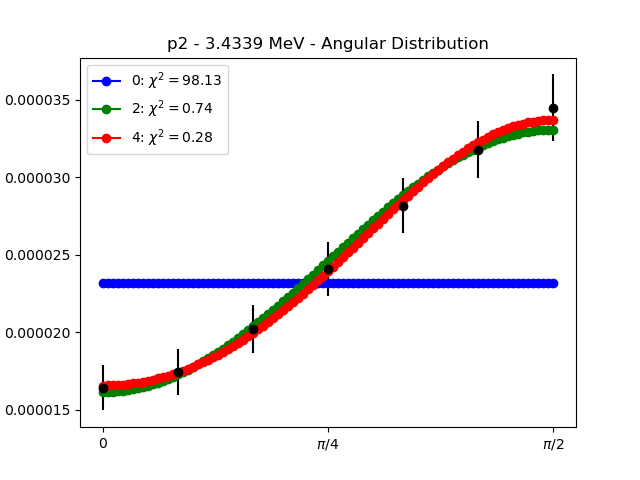 p2 - 3.4339 MeV - Angular Distribution
0: χ² = 98.13
2: χ² = 0.74
4: χ² = 0.28
0.000035
0.000030
0.000025
0.000020
0.000015
0 π/4 π/2